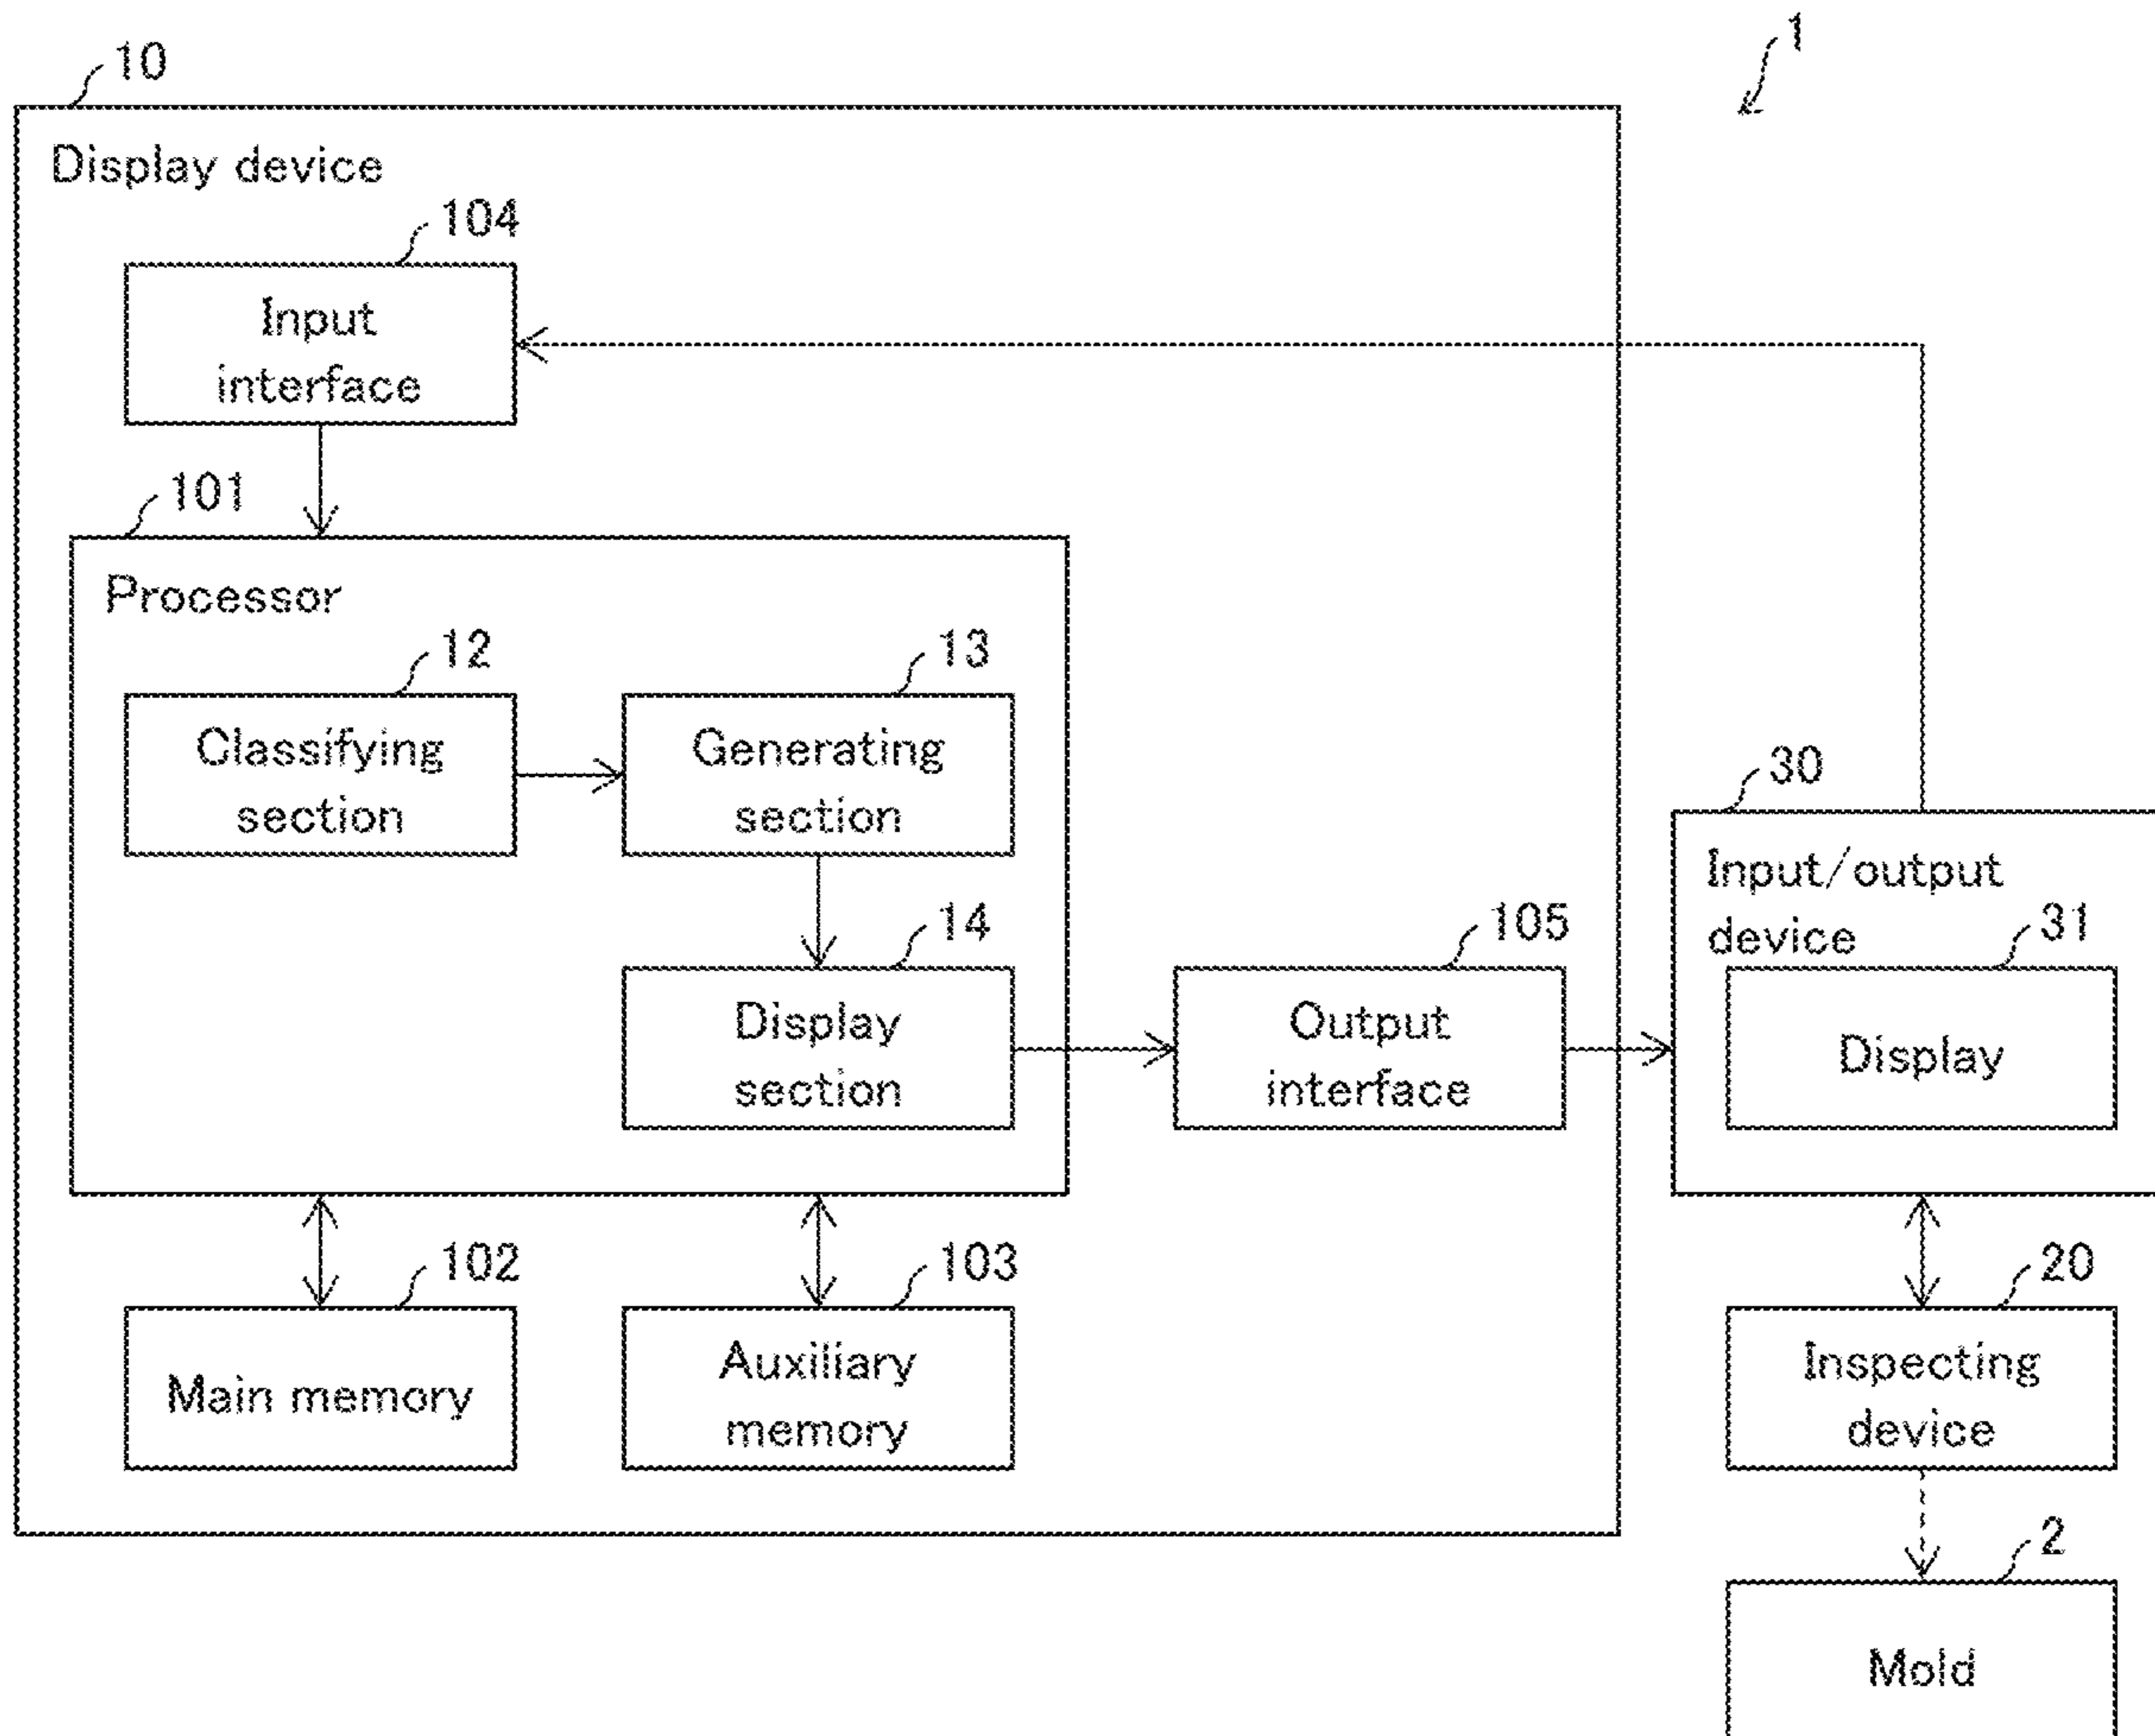 1
10
Display device
104
Input
interface
101
Processor
12
Classifying
section
13
Generating
section
14
Display
section
105
Output
interface
30
Input/output
device
31
Display
102
Main memory
103
Auxiliary
memory
20
Inspecting
device
2
Mold